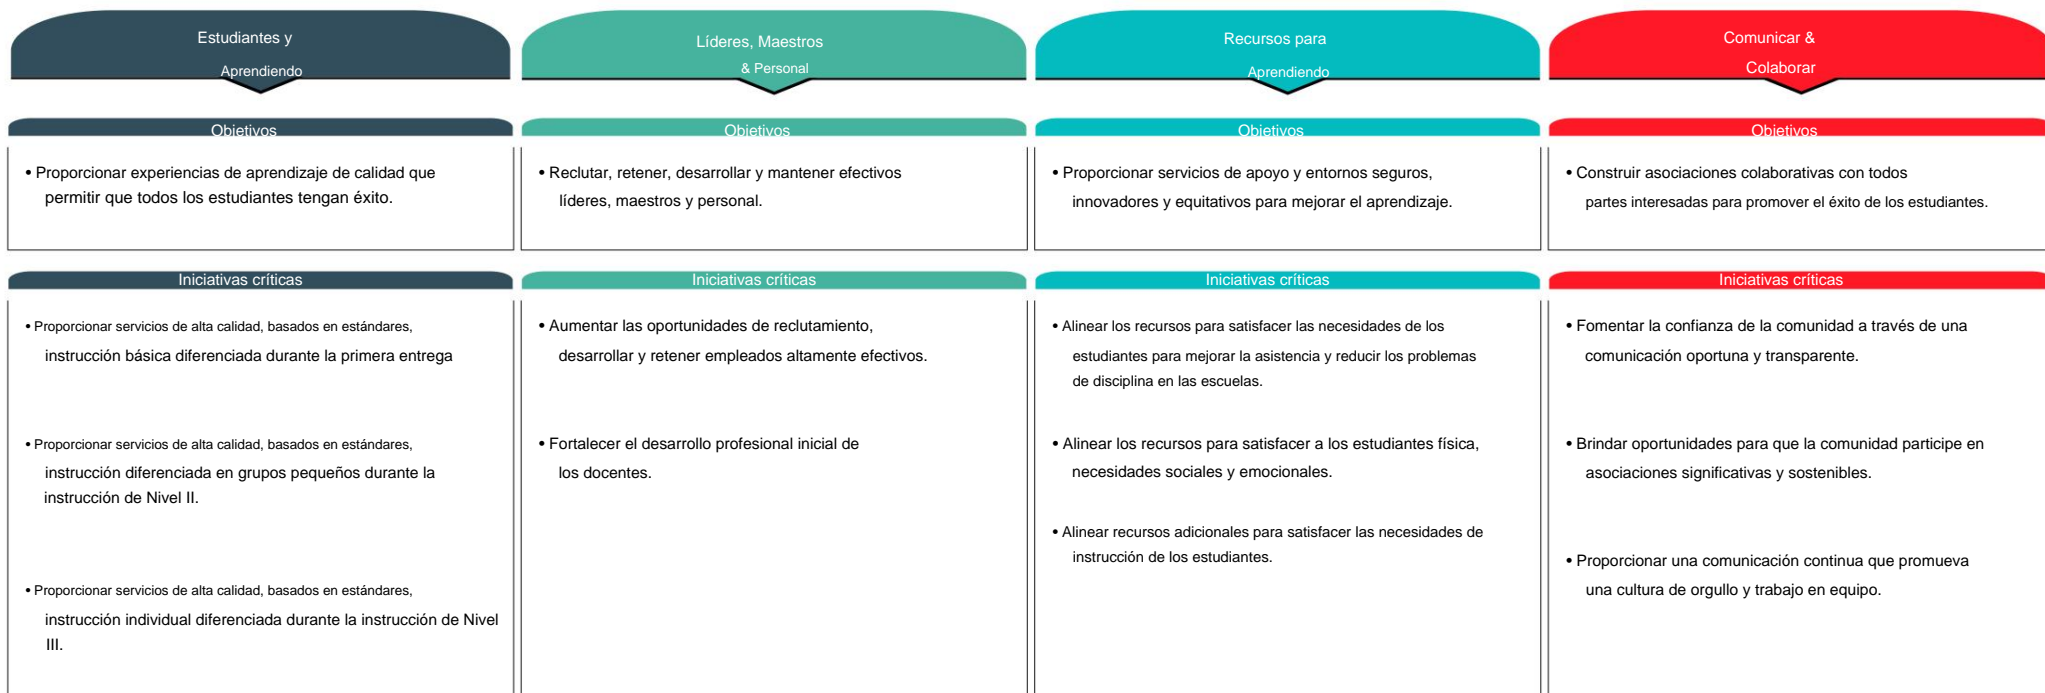 Estudiantes y
Aprendiendo
Objetivos
• Proporcionar experiencias de aprendizaje de calidad que
permitir que todos los estudiantes tengan éxito.
Iniciativas críticas
• Proporcionar servicios de alta calidad, basados en estándares,
instrucción básica diferenciada durante la primera entrega
• Proporcionar servicios de alta calidad, basados en estándares,
instrucción diferenciada en grupos pequeños durante la
instrucción de Nivel II.
• Proporcionar servicios de alta calidad, basados en estándares,
instrucción individual diferenciada durante la instrucción de Nivel
III.
Líderes, Maestros
& Personal
Objetivos
• Reclutar, retener, desarrollar y mantener efectivos
líderes, maestros y personal.
Iniciativas críticas
• Aumentar las oportunidades de reclutamiento,
desarrollar y retener empleados altamente efectivos.
• Fortalecer el desarrollo profesional inicial de
los docentes.
Recursos para
Aprendiendo
Objetivos
• Proporcionar servicios de apoyo y entornos seguros,
innovadores y equitativos para mejorar el aprendizaje.
Iniciativas críticas
• Alinear los recursos para satisfacer las necesidades de los
estudiantes para mejorar la asistencia y reducir los problemas
de disciplina en las escuelas.
• Alinear los recursos para satisfacer a los estudiantes física,
necesidades sociales y emocionales.
• Alinear recursos adicionales para satisfacer las necesidades de
instrucción de los estudiantes.
Comunicar &
Colaborar
Objetivos
• Construir asociaciones colaborativas con todos
partes interesadas para promover el éxito de los estudiantes.
Iniciativas críticas
• Fomentar la confianza de la comunidad a través de una
comunicación oportuna y transparente.
• Brindar oportunidades para que la comunidad participe en
asociaciones significativas y sostenibles.
• Proporcionar una comunicación continua que promueva
una cultura de orgullo y trabajo en equipo.